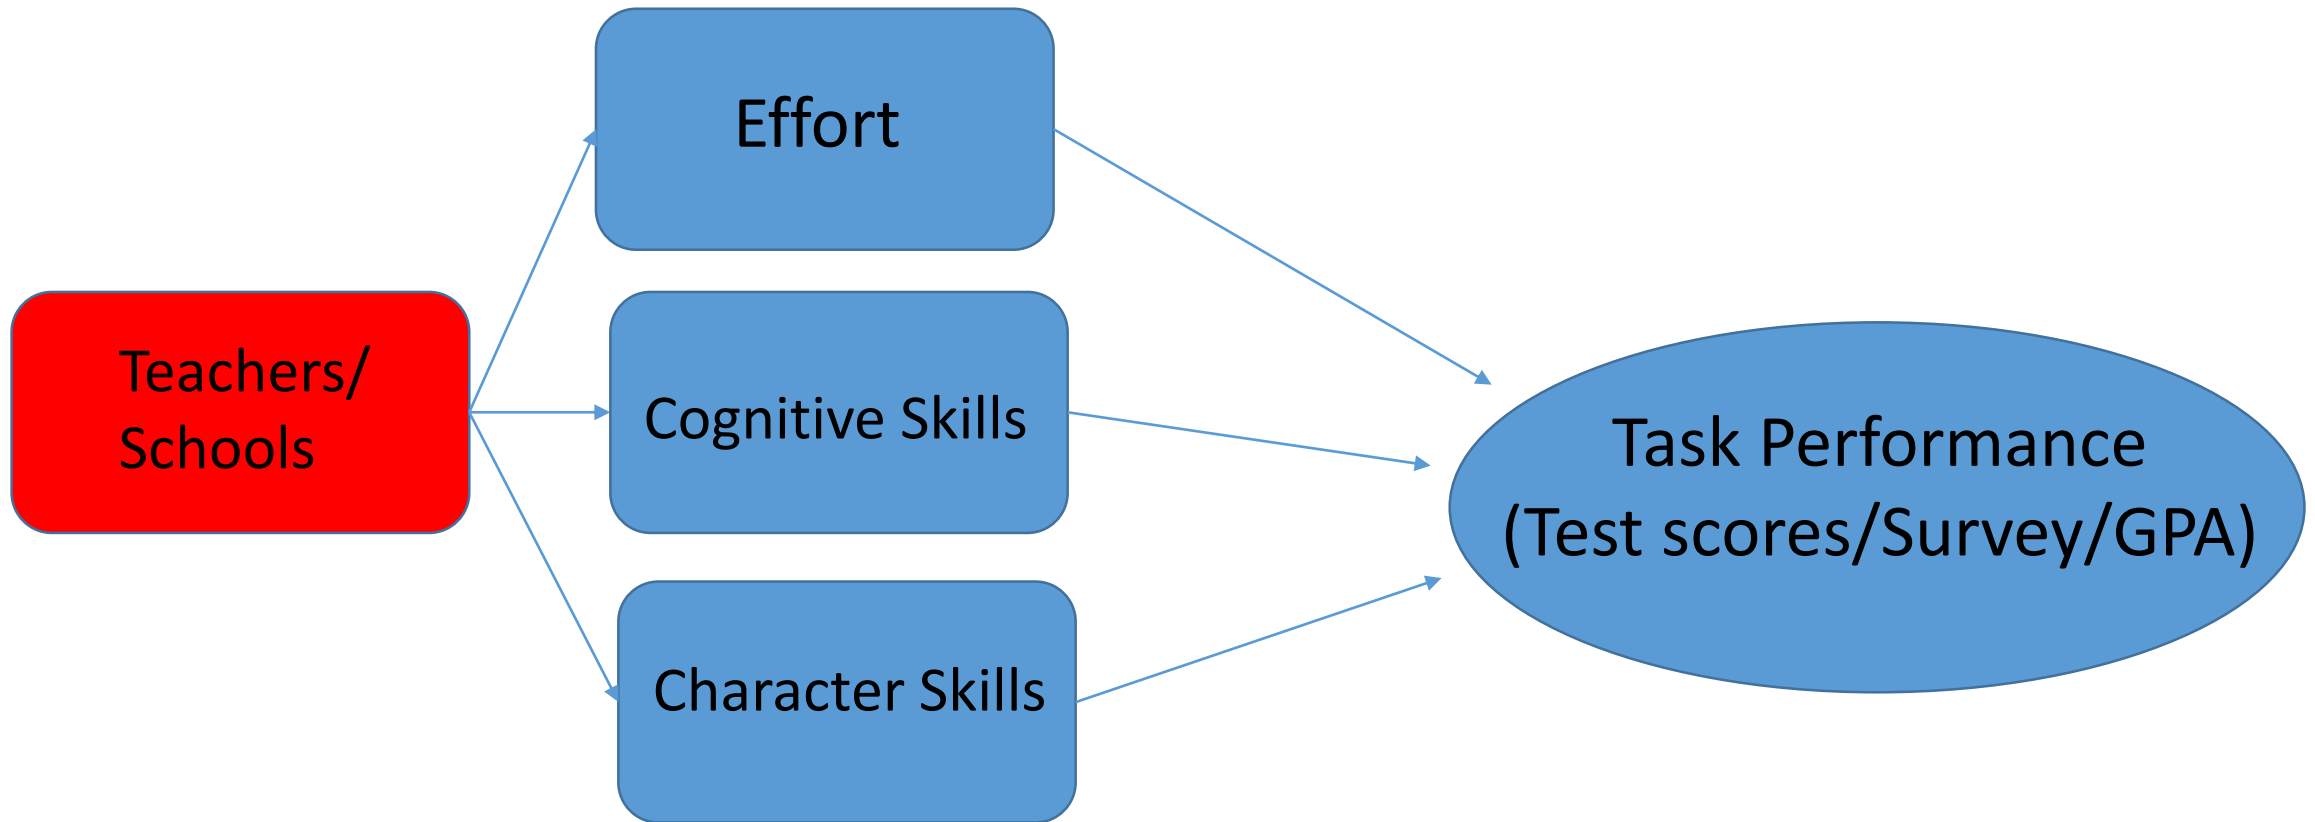 Effort
Teachers/
Schools
Cognitive Skills
Character Skills
Task Performance
(Test scores/Survey/GPA)